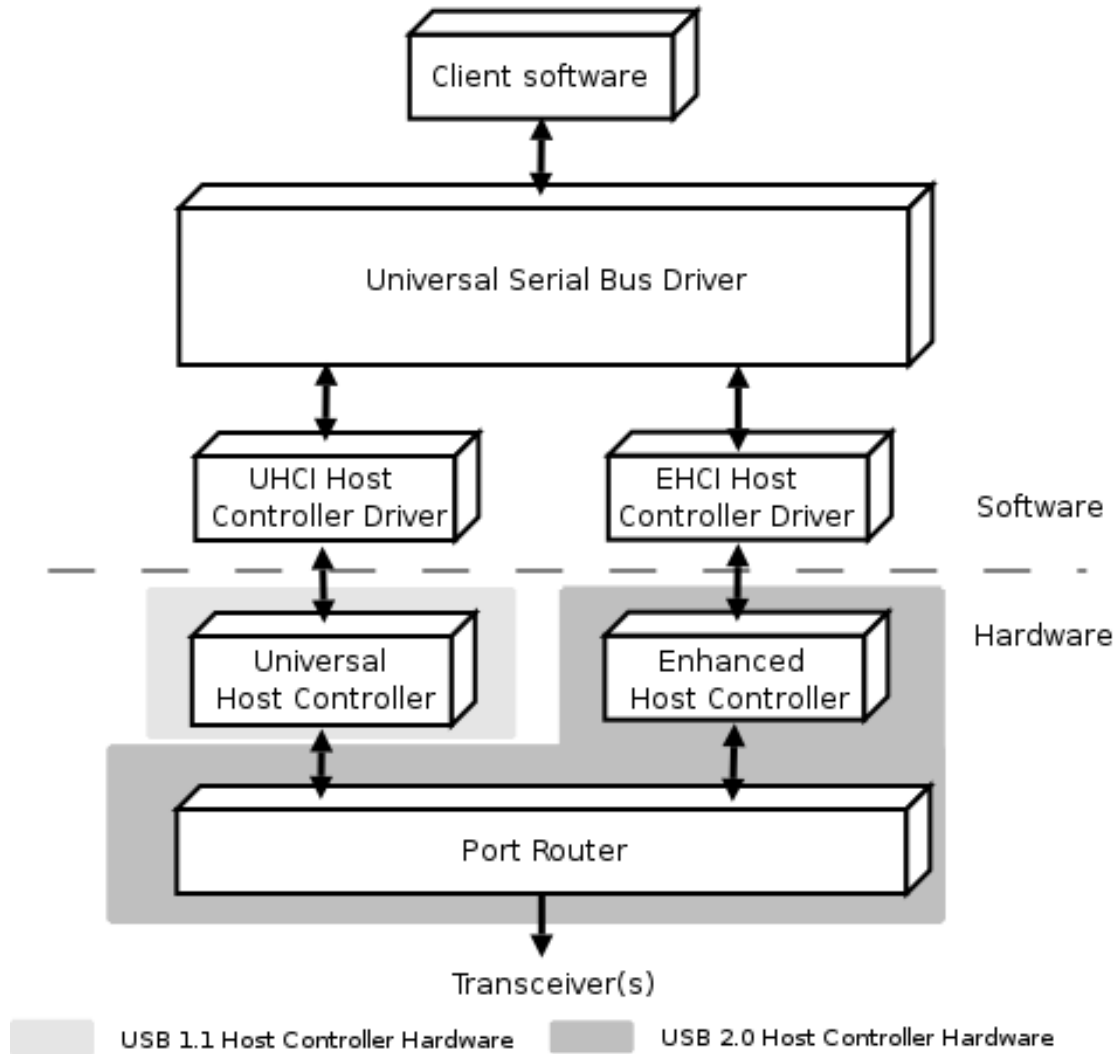 Client software
Universal Serial Bus Driver
UHCI Host
Controller Driver
EHCI Host
Controller Driver
Software
Hardware
Universal
Host Controller
Enhanced
Host Controller
Port Router
Transceiver(s)
USB 1.1 Host Controller Hardware
USB 2.0 Host Controller Hardware